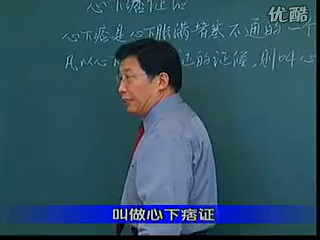 优酷
心下痞证治
心下痞是心下胀满堵塞不通的一个
凡以心
的证候，则叫心
叫做心下痞证